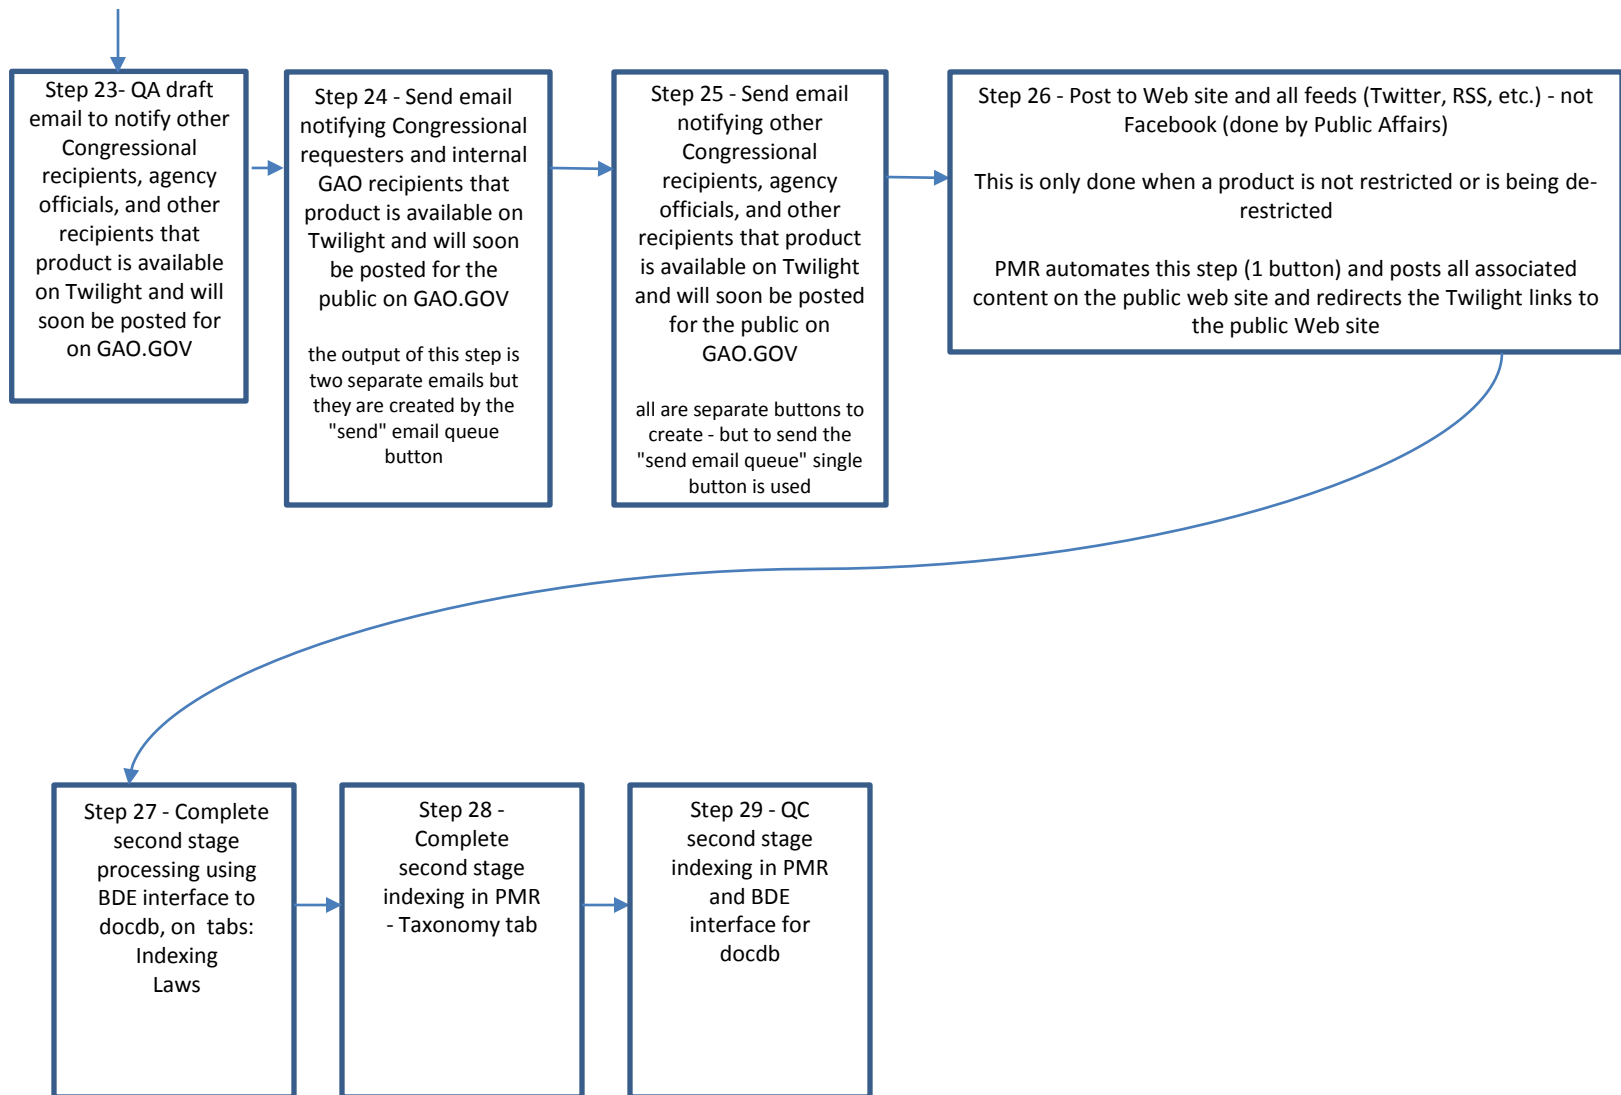 Step 23- QA draft
email to notify other
Congressional
recipients, agency
officials, and other
recipients that
product is available
on Twilight and will
soon be posted for
on GAO.GOV
Step 24 - Send email
notifying Congressional
requesters and internal
GAO recipients that
product is available on
Twilight and will soon
be posted for the
public on GAO.GOV
the output of this step is
two separate emails but
they are created by the
"send" email queue
button
Step 25 - Send email
notifying other
Congressional
recipients, agency
officials, and other
recipients that product
is available on Twilight
and will soon be posted
for the public on
GAO.GOV
all are separate buttons to
create - but to send the
"send email queue" single
button is used
Step 26 - Post to Web site and all feeds (Twitter, RSS, etc.) - not
Facebook (done by Public Affairs)
This is only done when a product is not restricted or is being de-
restricted
PMR automates this step (1 button) and posts all associated
content on the public web site and redirects the Twilight links to
the public Web site
Step 27 - Complete
second stage
processing using
BDE interface to
docdb, on  tabs:
Indexing
Laws
Step 28 -
Complete
second stage
indexing in PMR
- Taxonomy tab
Step 29 - QC
second stage
indexing in PMR
and BDE
interface for
docdb